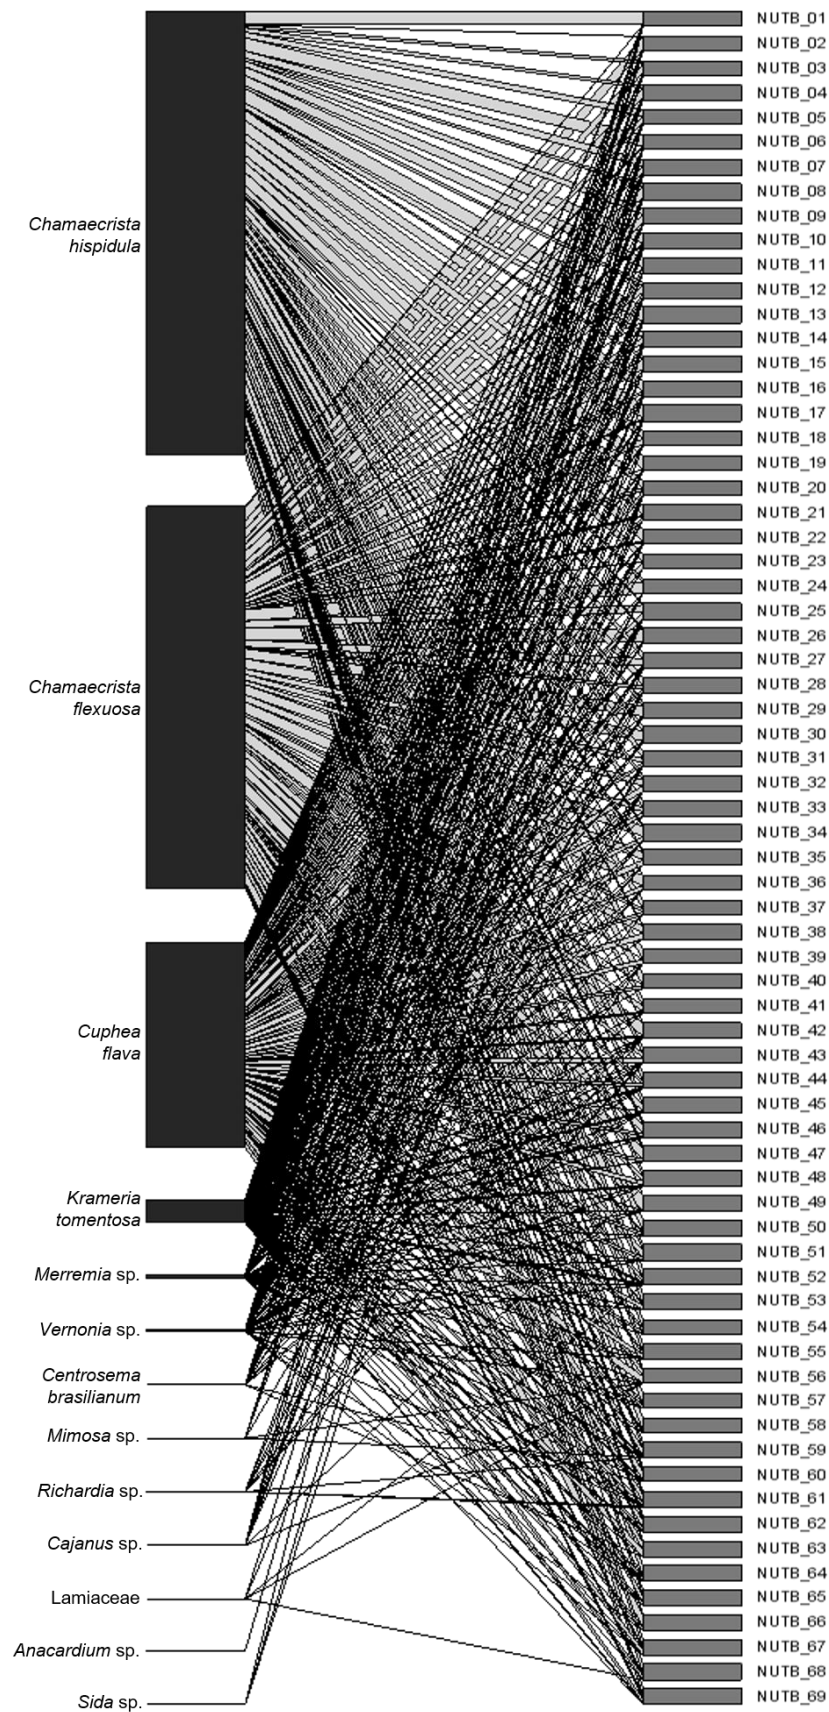 Chamaecrista
hispidula
Chamaecrista
flexuosa
Cuphea
flava
Krameria
tomentosa
Merremia sp.
Vernonia sp.
Centrosema
brasilianum
Mimosa sp.
Richardia sp.
Cajanus sp.
Lamiaceae
Anacardium sp.
Sida sp.
NUTB_01
NUTB_02
NUTB_03
NUTB_04
NUTB_05
NUTB_06
NUTB_07
NUTB_08
NUTB_09
NUTB_10
NUTB_11
NUTB_12
NUTB_13
NUTB_14
NUTB_15
NUTB_16
NUTB_17
NUTB_18
NUTB_19
NUTB_20
NUTB_21
NUTB_22
NUTB_23
NUTB_24
NUTB_25
NUTB_26
NUTB_27
NUTB_28
NUTB_29
NUTB_30
NUTB_31
NUTB_32
NUTB_33
NUTB_34
NUTB_35
NUTB_36
NUTB_37
NUTB_38
NUTB_39
NUTB_40
NUTB_41
NUTB_42
NUTB_43
NUTB_44
NUTB_45
NUTB_46
NUTB_47
NUTB_48
NUTB_49
NUTB_50
NUTB_51
NUTB_52
NUTB_53
NUTB_54
NUTB_55
NUTB_56
NUTB_57
NUTB_58
NUTB_59
NUTB_60
NUTB_61
NUTB_62
NUTB_63
NUTB_64
NUTB_65
NUTB_66
NUTB_67
NUTB_68
NUTB_69